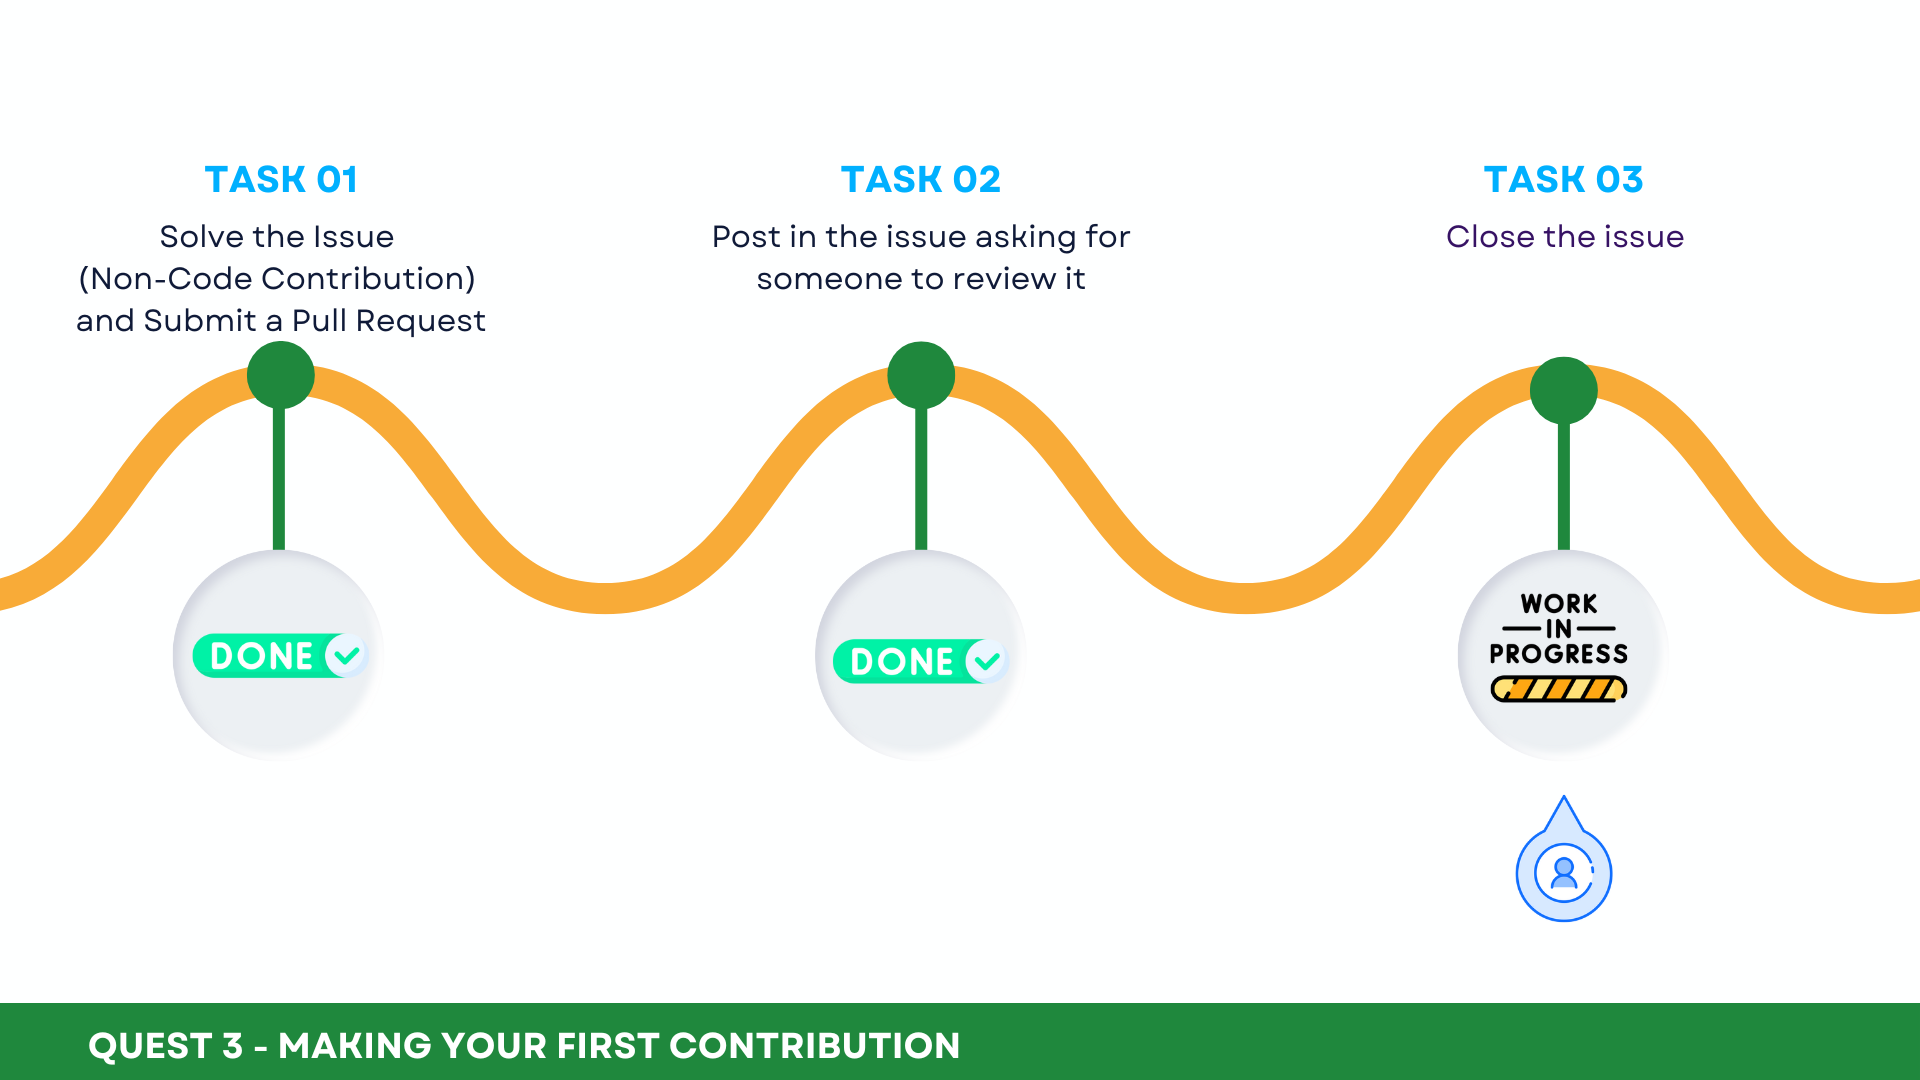 TASK 01
Solve the Issue
(Non-Code Contribution)
and Submit a Pull Request
TASK 02
Post in the issue asking for
someone to review it
TASK 03
Close the issue
DONE
DONE
WORK
IN
PROGRESS
QUEST 3 - MAKING YOUR FIRST CONTRIBUTION